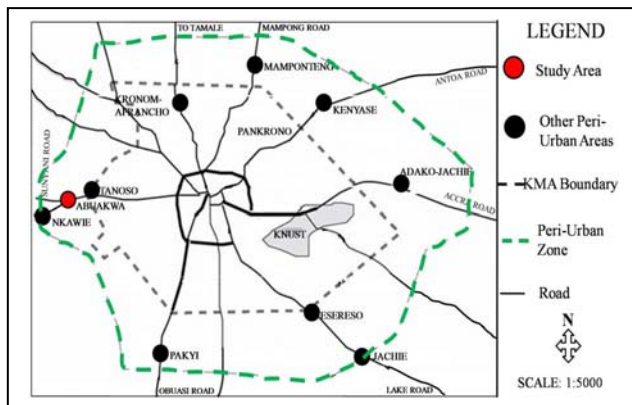 TO TAMALE
MAMPONG ROAD
MAMPONTENG
ANTOA ROAD
KRONOM-
AFRANCHO
KENYASE
PANKRONO
SUNYANI ROAD
TANOSO
ABUAKWA
NKAWIE
ADAKO-JACHIE
ACCRA ROAD
KNUST
ESERESO
PAKYI
JACHIE
OBUASI ROAD
LAKE ROAD
LEGEND
Study Area
Other Peri-
Urban Areas
KMA Boundary
Peri-Urban
Zone
Road
N
SCALE: 1:5000